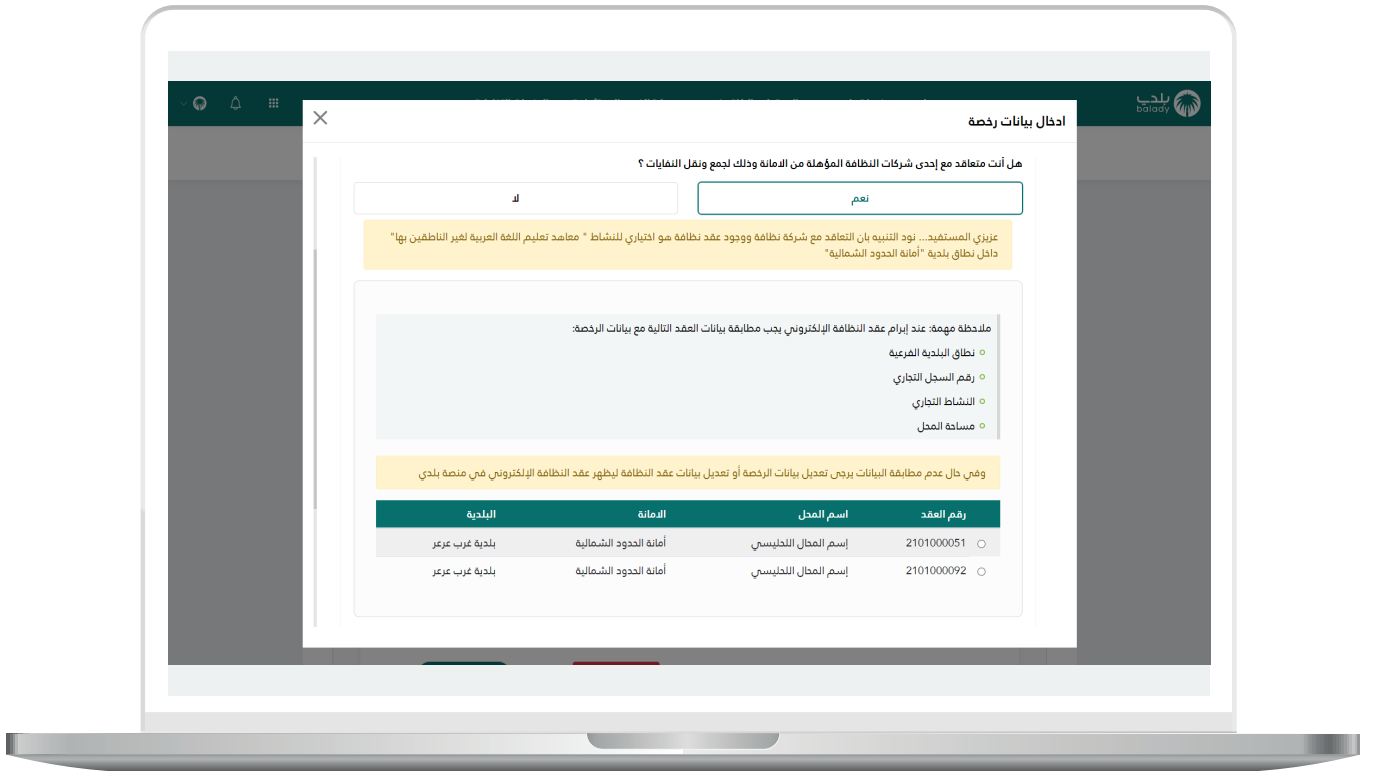 بلدي
balady
ادخال بيانات رخصة
هل أنت متعاقد مع إحدى شركات النظافة المؤهلة من الامانة وذلك لجمع ونقل النفايات ؟
نعم
لا
عزيزي المستفيد... نود التنبيه بان التعاقد مع شركة نظافة ووجود عقد نظافة هو اختياري للنشاط " معاهد تعليم اللغة العربية لغير الناطقين بها"
داخل نطاق بلدية "أمانة الحدود الشمالية"
ملاحظة مهمة: عند إبرام عقد النظافة الإلكتروني يجب مطابقة بيانات العقد التالية مع بيانات الرخصة:
نطاق البلدية الفرعية
رقم السجل التجاري
النشاط التجاري
مساحة المحل
وفي حال عدم مطابقة البيانات يرجى تعديل بيانات الرخصة أو تعديل بيانات عقد النظافة ليظهر عقد النظافة الإلكتروني في منصة بلدي
رقم العقد اسم المحل الامانة البلدية
2101000051 إسم المحال اللحليسي أمانة الحدود الشمالية بلدية غرب عرعر
2101000092 إسم المحال اللحليسي أمانة الحدود الشمالية بلدية غرب عرعر